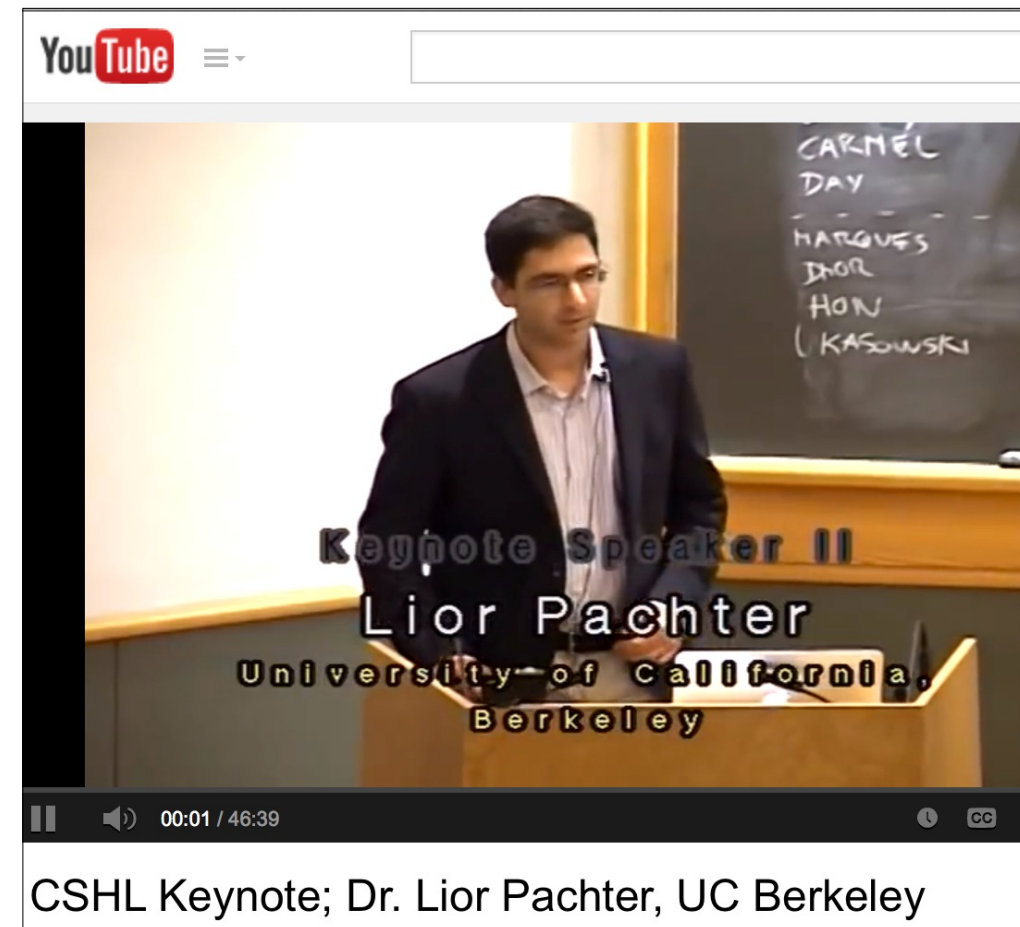 YouTube
CARMEL
DAY
MARQUES
DROR
HON
KASOWSKI
Keynote Speaker II
Lior Pachter
University of California,
Berkeley
00:01 / 46:39
CC
CSHL Keynote; Dr. Lior Pachter, UC Berkeley